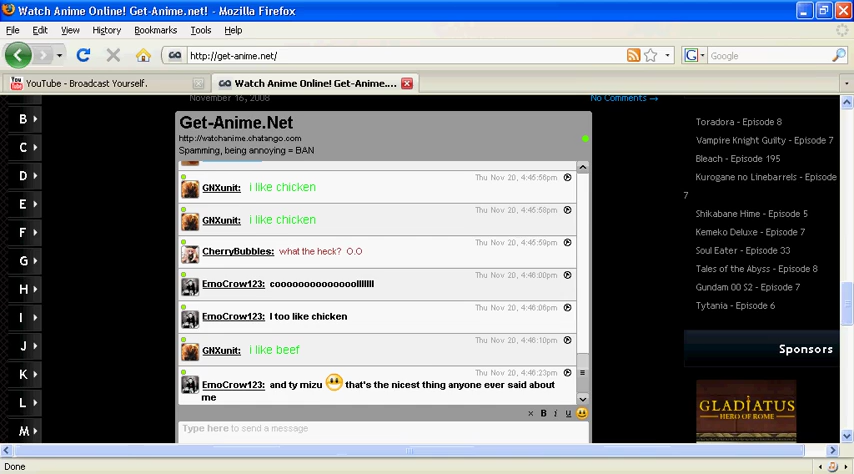 Watch Anime Online! Get-Anime.net! - Mozilla Firefox
File Edit View History Bookmarks Tools Help
http://get-anime.net/
Google
YouTube - Broadcast Yourself.
Watch Anime Online! Get-Anime....
November 16, 2008
No Comments →
B
C
D
E
F
G
H
I
J
K
L
M
Get-Anime.Net
http://watchanime.chatango.com
Spamming, being annoying = BAN
Thu Nov 20, 4:45:56pm
GNXunit: i like chicken
Thu Nov 20, 4:45:58pm
GNXunit: i like chicken
Thu Nov 20, 4:45:59pm
CherryBubbles: what the heck? O.O
Thu Nov 20, 4:46:00pm
EmoCrow123: cooooooooooooooolllllll
Thu Nov 20, 4:46:06pm
EmoCrow123: I too like chicken
Thu Nov 20, 4:46:10pm
GNXunit: i like beef
Thu Nov 20, 4:46:23pm
EmoCrow123: and ty mizu that's the nicest thing anyone ever said about
me
× B i U
Type here to send a message
Toradora - Episode 8
Vampire Knight Guilty - Episode 7
Bleach - Episode 195
Kurogane no Linebarrels - Episode
7
Shikabane Hime - Episode 5
Kemeko Deluxe - Episode 7
Soul Eater - Episode 33
Tales of the Abyss - Episode 8
Gundam 00 S2 - Episode 7
Tytania - Episode 6
Sponsors
GLADIATUS
HERO OF ROME
Done